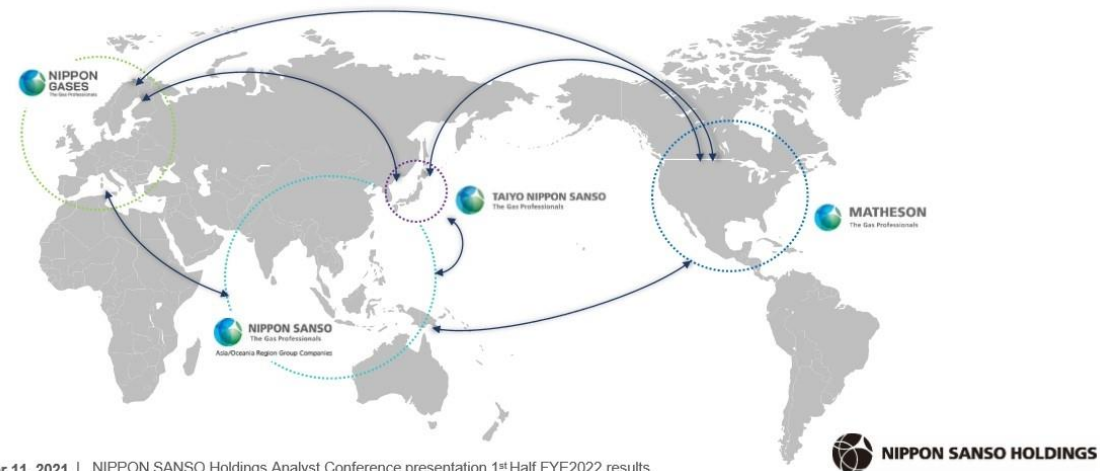 NIPPON
GASES
The Gas Professionals
TAIYO NIPPON SANSO
The Gas Professionals
MATHESON
The Gas Professionals
NIPPON SANSO
The Gas Professionals
Asia/Oceania Region Group Companies
NIPPON SANSO HOLDINGS
11, 2021 | NIPPON SANSO Holdings Analyst Conference presentation 1st Half FYE2022 results